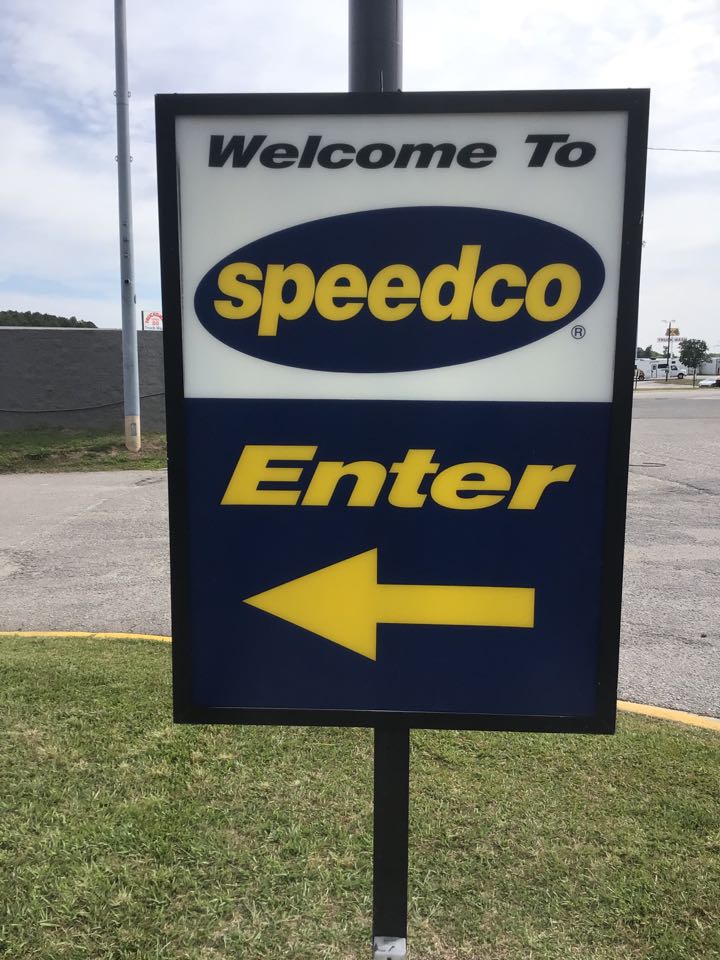 Welcome To
speedco
®
Enter